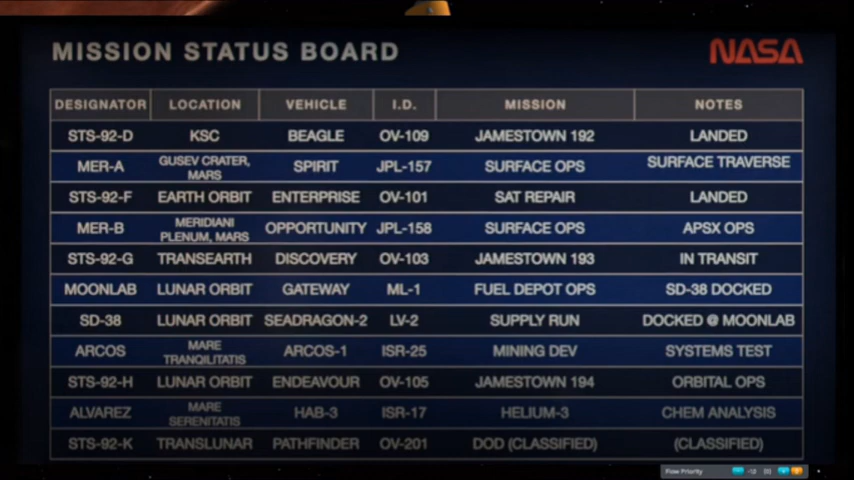 MISSION STATUS BOARD
NASA
DESIGNATOR LOCATION VEHICLE I.D. MISSION NOTES
STS-92-D KSC BEAGLE OV-109 JAMESTOWN 192 LANDED
MER-A GUSEV CRATER, MARS SPIRIT JPL-157 SURFACE OPS SURFACE TRAVERSE
STS-92-F EARTH ORBIT ENTERPRISE OV-101 SAT REPAIR LANDED
MER-B MERIDIANI PLENUM, MARS OPPORTUNITY JPL-158 SURFACE OPS APSX OPS
STS-92-G TRANSEARTH DISCOVERY OV-103 JAMESTOWN 193 IN TRANSIT
MOONLAB LUNAR ORBIT GATEWAY ML-1 FUEL DEPOT OPS SD-38 DOCKED
SD-38 LUNAR ORBIT SEADRAGON-2 LV-2 SUPPLY RUN DOCKED @ MOONLAB
ARCOS MARE TRANQILITATIS ARCOS-1 ISR-25 MINING DEV SYSTEMS TEST
STS-92-H LUNAR ORBIT ENDEAVOUR OV-105 JAMESTOWN 194 ORBITAL OPS
ALVAREZ MARE SERENITATIS HAB-3 ISR-17 HELIUM-3 CHEM ANALYSIS
STS-92-K TRANSLUNAR PATHFINDER OV-201 DOD (CLASSIFIED) (CLASSIFIED)
Flow Priority -12 [0]